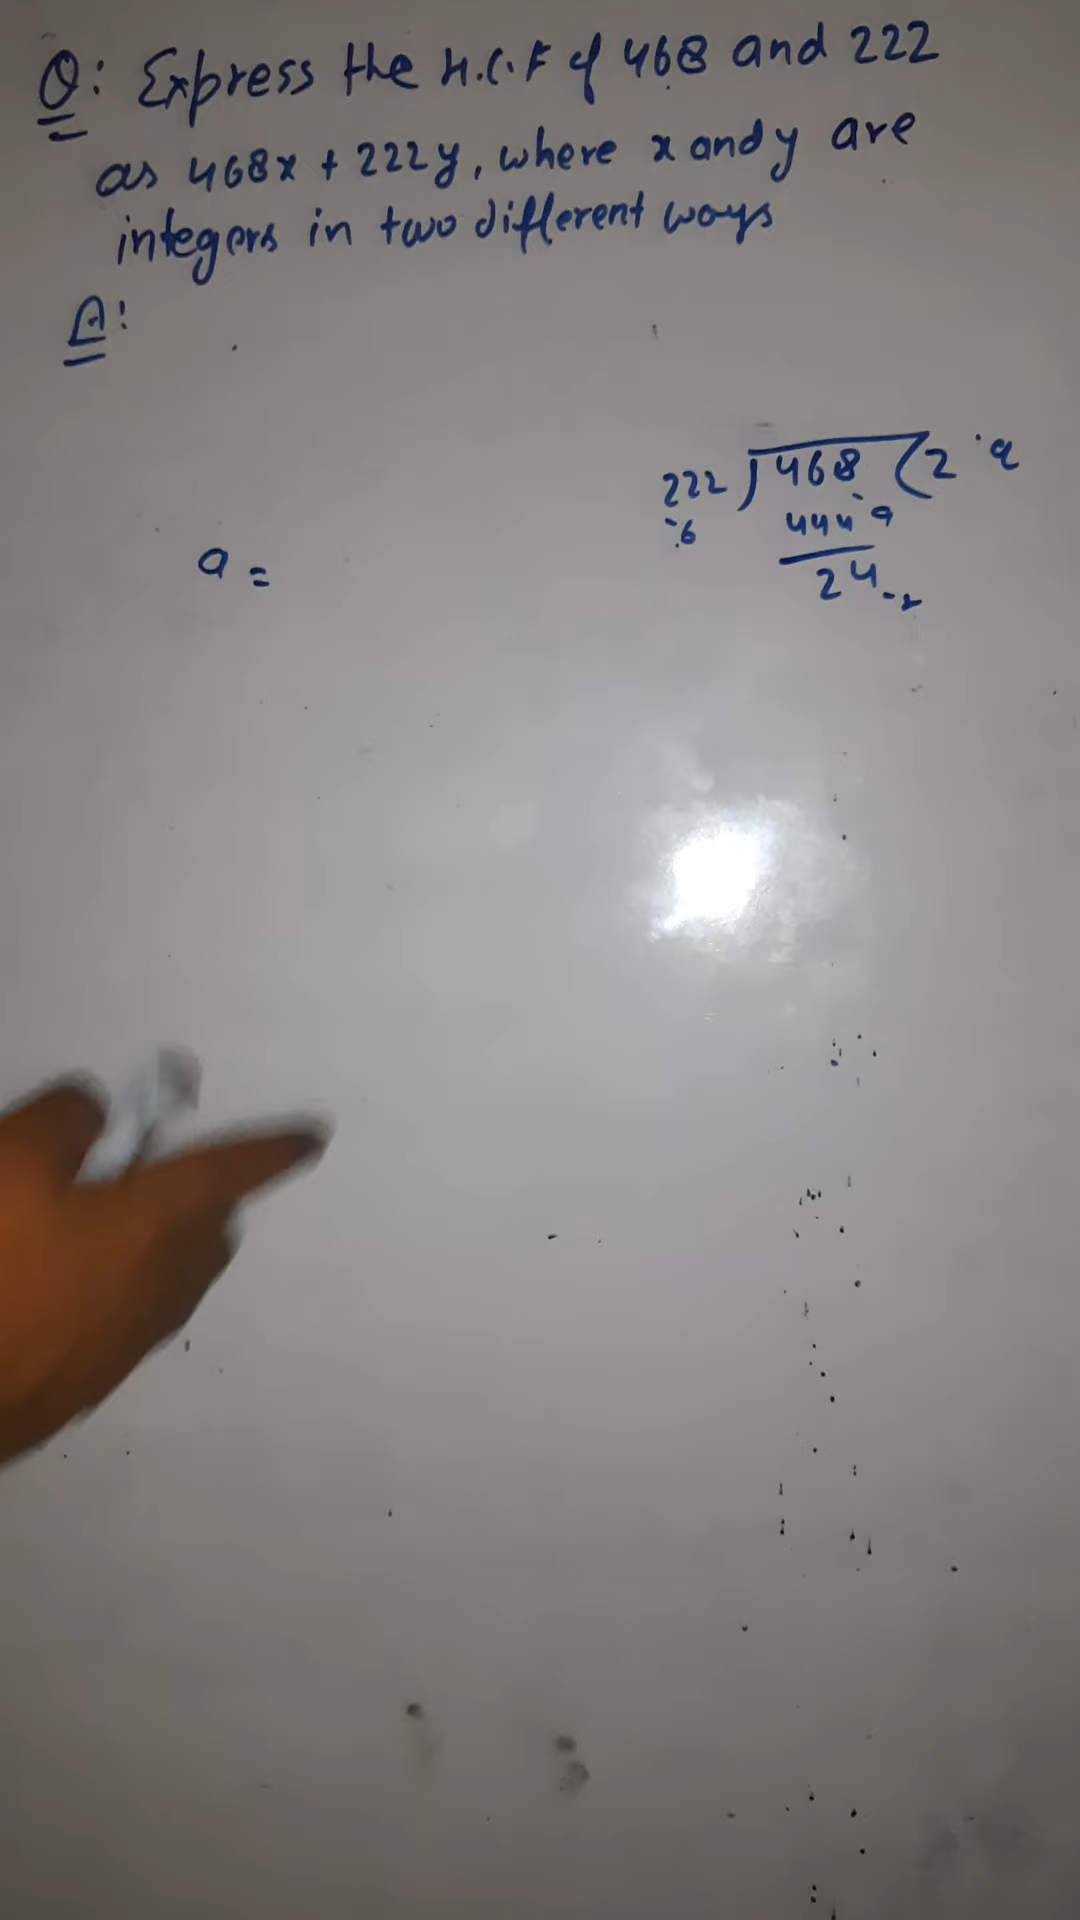 Q: Express the H.C.F of 468 and 222
as 468x + 222y, where x and y are
integers in two different ways
A:
222 ) 468 ( 2 - q
- b
444 a
24 - r
a =